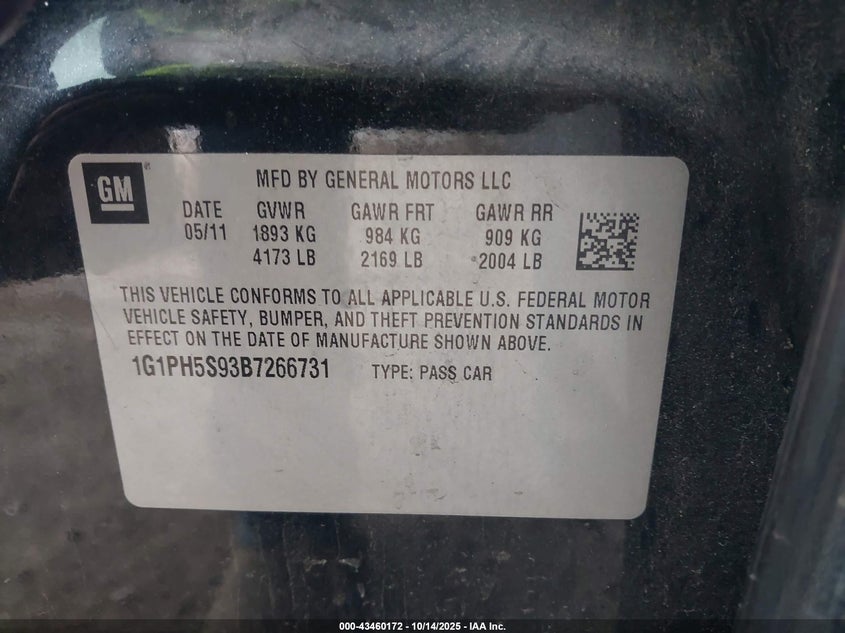 GM
MFD BY GENERAL MOTORS LLC
DATE GVWR GAWR FRT GAWR RR
05/11 1893 KG 984 KG 909 KG
4173 LB 2169 LB 2004 LB
THIS VEHICLE CONFORMS TO ALL APPLICABLE U.S. FEDERAL MOTOR
VEHICLE SAFETY, BUMPER, AND THEFT PREVENTION STANDARDS IN
EFFECT ON THE DATE OF MANUFACTURE SHOWN ABOVE.
1G1PH5S93B7266731 TYPE: PASS CAR
000-43460172 - 10/14/2025 - IAA Inc.